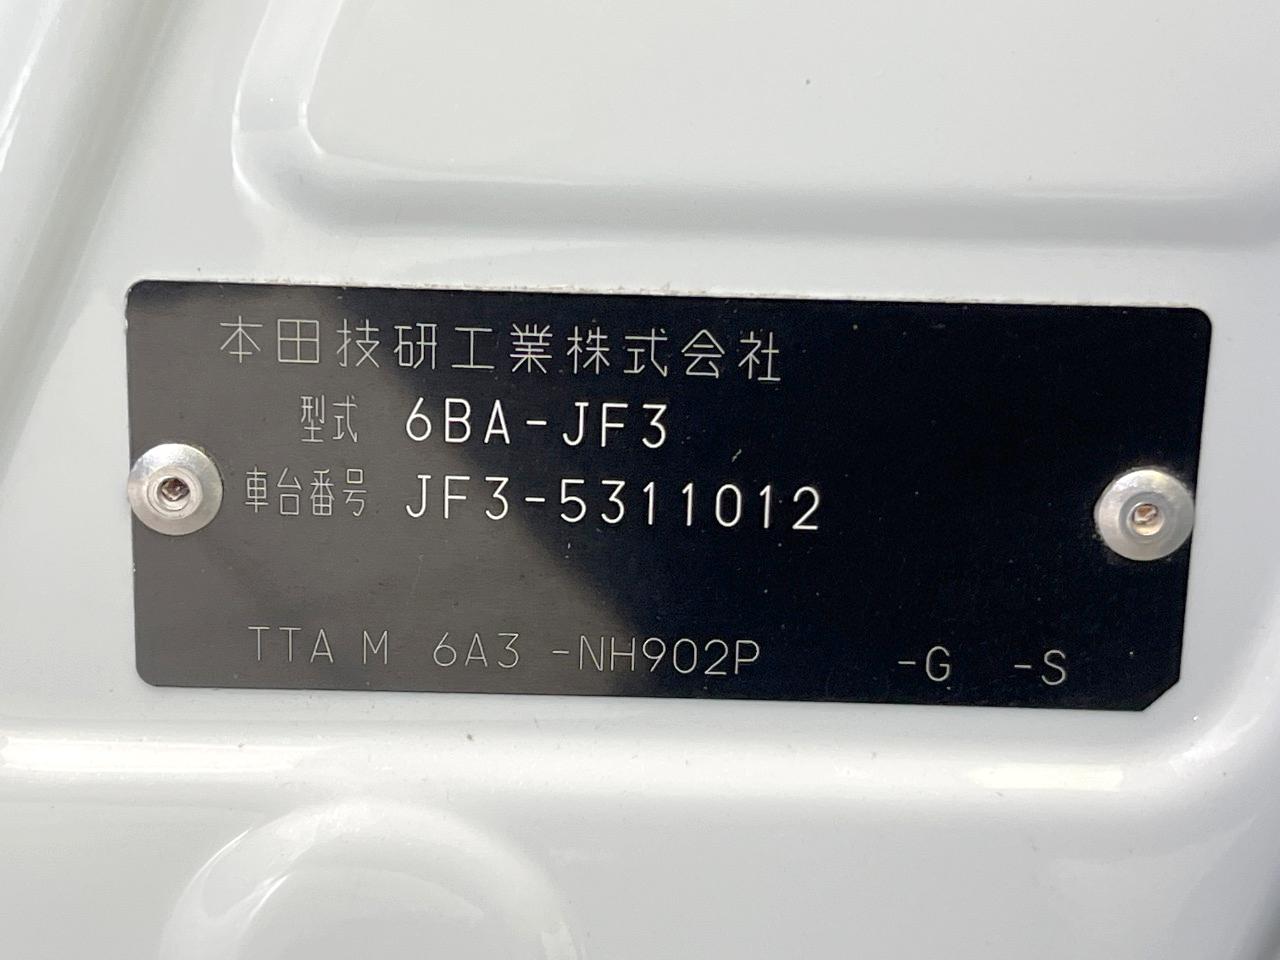 本田技研工業株式会社
型式 6BA-JF3
車台番号 JF3-5311012
TTA M 6A3 -NH902P -G -S